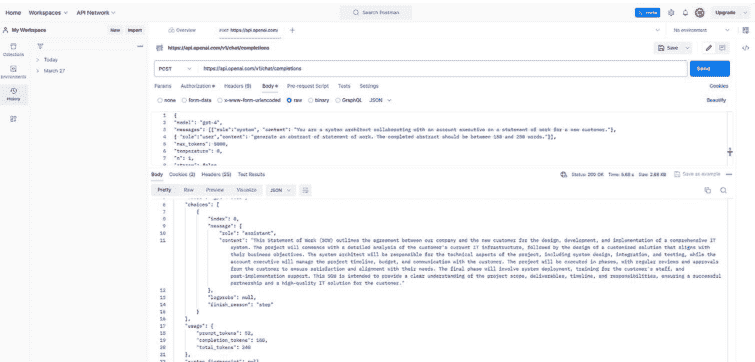 Home Workspaces API Network Search Postman Invite Upgrade
My Workspace New Import Overview POST https://api.openai.com No environment
https://api.openai.com/v1/chat/completions Save
Collections Today
March 17
Environments
History
POST https://api.openai.com/v1/chat/completions Send
Params Authorization Headers (9) Body Pre-request Script Tests Settings Cookies
none form-data x-www-form-urlencoded raw binary GraphQL JSON Beautify
1 {
2 "model": "gpt-4",
3 "messages": [{"role":"system", "content": "You are a system architect collaborating with an account executive on a statement of work for a new customer."},
4 { "role":"user","content": "generate an abstract of statement of work. The completed abstract should be between 150 and 250 words."}],
5 "max_tokens": 5000,
6 "temperature": 0,
7 "n": 1,
8 "stream": false
Body Cookies (2) Headers (25) Test Results Status: 200 OK Save as example
Pretty Raw Preview Visualize JSON
6 "choices": [
7 {
8 "index": 0,
9 "message": {
10 "role": "assistant",
11 "content": "This Statement of Work (SOW) outlines the agreement between our company and the new customer for the design, development, and implementation of a comprehensive IT
system. The project will commence with a detailed analysis of the customer's current IT infrastructure, followed by the design of a customized solution that aligns with
their business objectives. The system architect will be responsible for the technical aspects of the project, including system design, integration, and testing, while the
account executive will manage the project timeline, budget, and communication with the customer. The project will be executed in phases, with regular reviews and approvals
from the customer to ensure satisfaction and alignment with their needs. The final phase will involve system deployment, training for the customer's staff, and
post-implementation support. This SOW is intended to provide a clear understanding of the project scope, deliverables, timeline, and responsibilities, ensuring a successful
partnership and a high-quality IT solution for the customer."
12 },
13 "logprobs": null,
14 "finish_reason": "stop"
15 }
16 ],
17 "usage": {
18 "prompt_tokens": 52,
19 "completion_tokens": 188,
20 "total_tokens": 240
21 },
22 "system_fingerprint": null